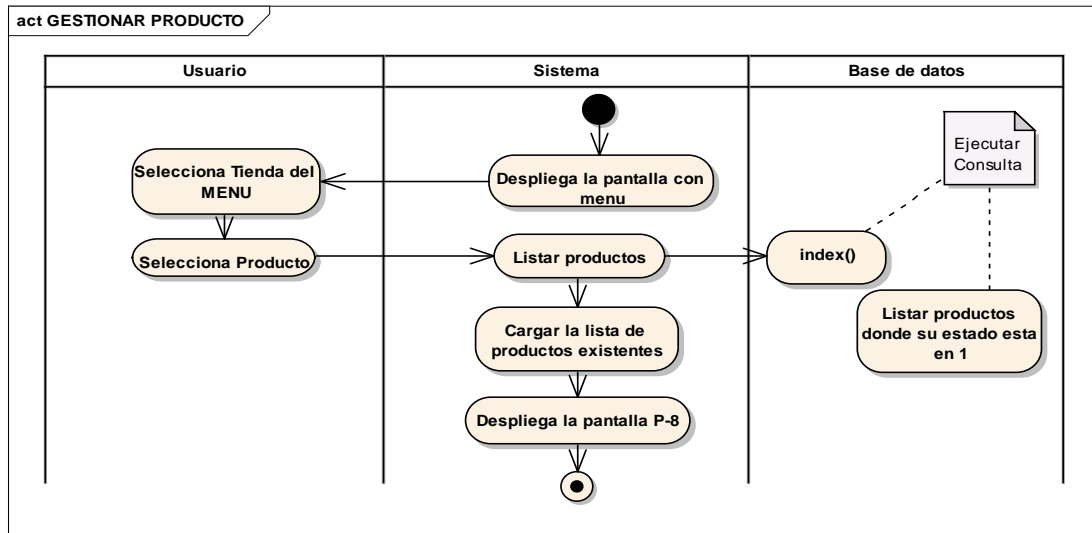 act GESTIONAR PRODUCTO
Usuario
Sistema
Base de datos
Ejecutar
Consulta
Selecciona Tienda del
MENU
Despliega la pantalla con
menu
Selecciona Producto
Listar productos
index()
Cargar la lista de
productos existentes
Listar productos
donde su estado esta
en 1
Despliega la pantalla P-8